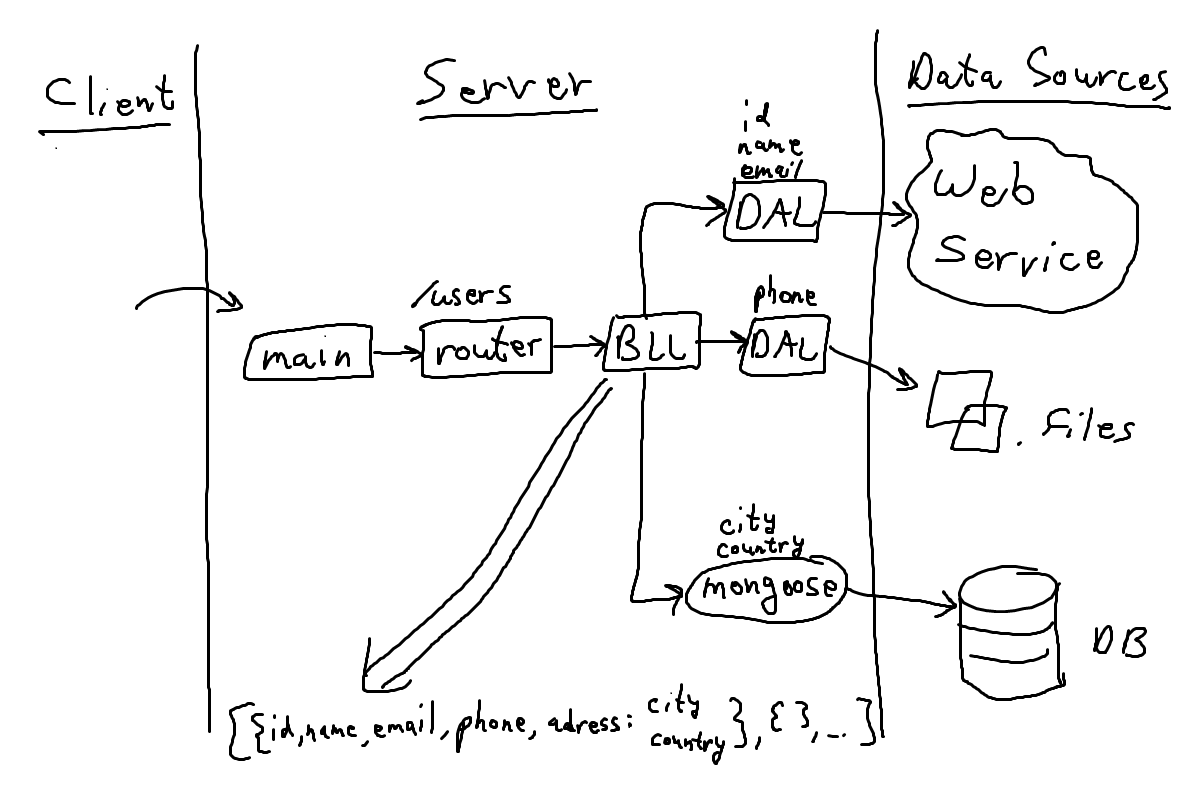 Client
Server
Data Sources
id
name
email
DAL
Web
Service
/users
phone
main
router
BLL
DAL
. Files
city
country
mongoose
DB
[{id,name,email,phone,adress: city
country}, { }, ... ]